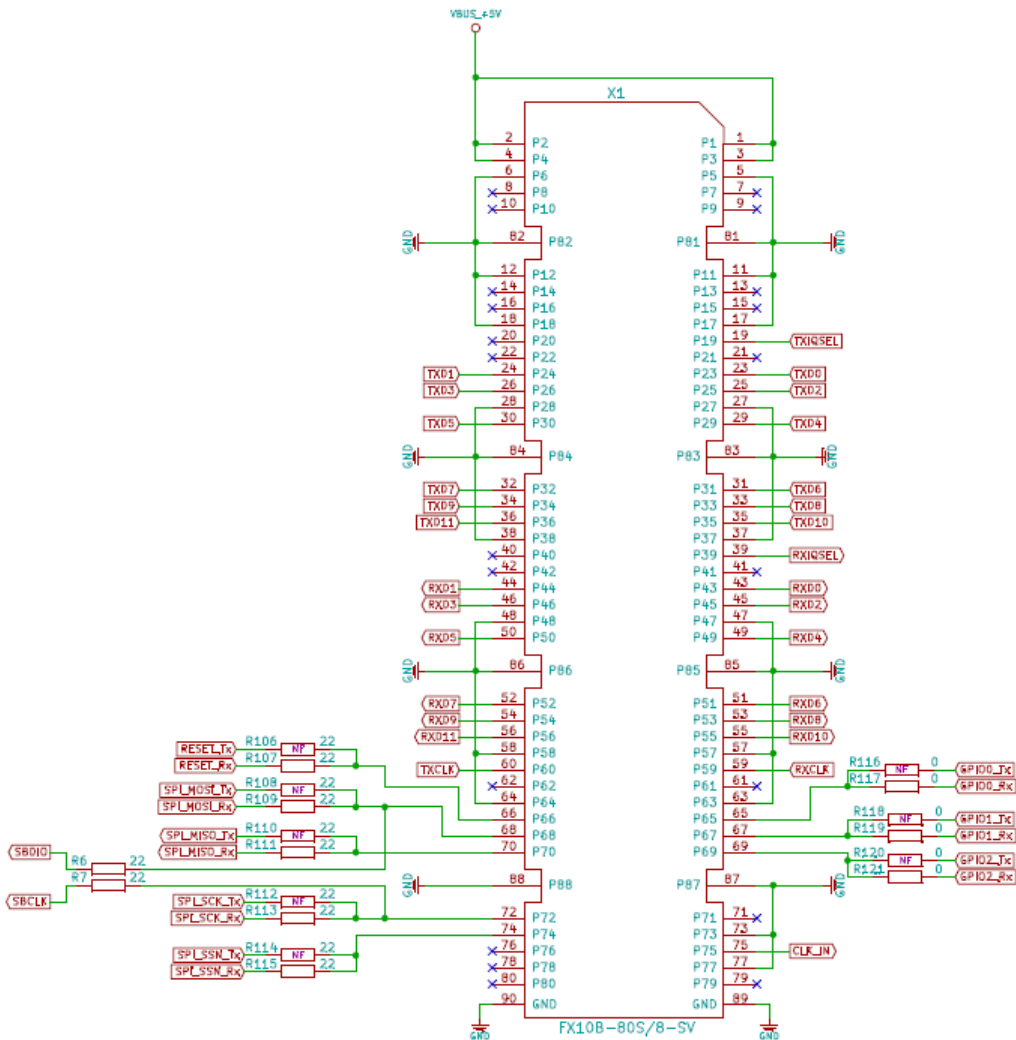 VBUS_+5V
X1
2 P2 P1 1
4 P4 P3 3
6 P6 P5 5
8 P8 P7 7
10 P10 P9 9
GND 82 P82 P81 81 GND
12 P12 P11 11
14 P14 P13 13
16 P16 P15 15
18 P18 P17 17
20 P20 P19 19 TXIQSEL
22 P22 P21 21
TXD1 24 P24 P23 23 TXD0
TXD3 26 P26 P25 25 TXD2
28 P28 P27 27
TXD5 30 P30 P29 29 TXD4
GND 84 P84 P83 83 GND
TXD7 32 P32 P31 31 TXD6
TXD9 34 P34 P33 33 TXD8
TXD11 36 P36 P35 35 TXD10
38 P38 P37 37
40 P40 P39 39 RXIQSEL
42 P42 P41 41
RXD1 44 P44 P43 43 RXD0
RXD3 46 P46 P45 45 RXD2
48 P48 P47 47
RXD5 50 P50 P49 49 RXD4
GND 86 P86 P85 85 GND
RXD7 52 P52 P51 51 RXD6
RXD9 54 P54 P53 53 RXD8
RXD11 56 P56 P55 55 RXD10
RESET_Tx R106 NF 22 58 P58 P57 57
RESET_Rx R107 22 TXCLK 60 P60 P59 59 RXCLK R116 NF 0 GPIO0_Tx
SPI_MOSI_Tx R108 NF 22 62 P62 P61 61 R117 0 GPIO0_Rx
SPI_MOSI_Rx R109 22 64 P64 P63 63
66 P66 P65 65 R118 NF 0 GPIO1_Tx
SPI_MISO_Tx R110 NF 22 68 P68 P67 67 R119 0 GPIO1_Rx
SPI_MISO_Rx R111 22 70 P70 P69 69 R120 NF 0 GPIO2_Tx
SBDIO R6 22 R121 0 GPIO2_Rx
R7 22 GND 88 P88 P87 87 GND
SBCLK SPI_SCK_Tx R112 NF 22
SPI_SCK_Rx R113 22 72 P72 P71 71
74 P74 P73 73
SPI_SSN_Tx R114 NF 22 76 P76 P75 75 CLK_IN
SPI_SSN_Rx R115 22 78 P78 P77 77
80 P80 P79 79
90 GND 89
GND FX10B-80S/8-SV GND